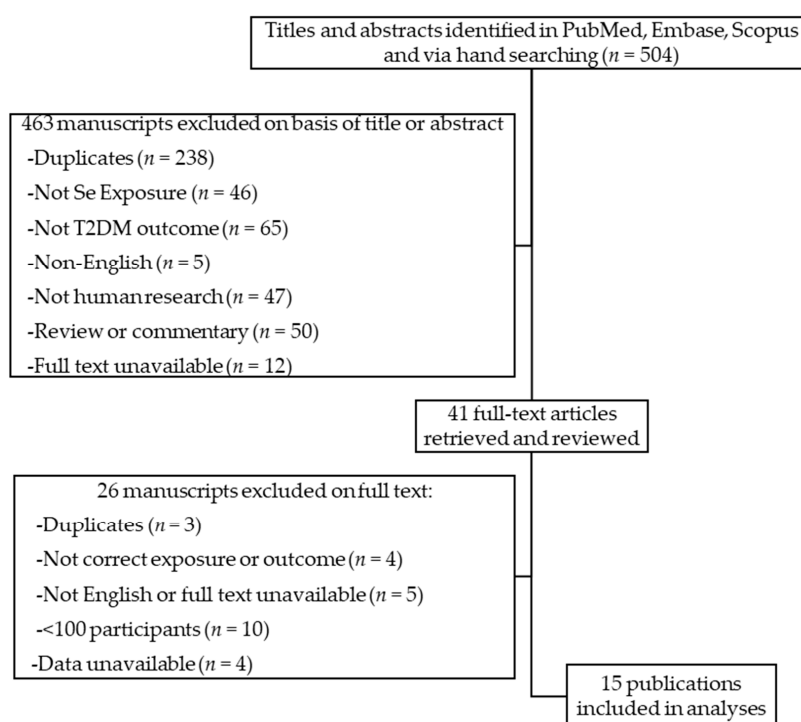 Titles and abstracts identified in PubMed, Embase, Scopus
and via hand searching (n = 504)
463 manuscripts excluded on basis of title or abstract
-Duplicates (n = 238)
-Not Se Exposure (n = 46)
-Not T2DM outcome (n = 65)
-Non-English (n = 5)
-Not human research (n = 47)
-Review or commentary (n = 50)
-Full text unavailable (n = 12)
41 full-text articles
retrieved and reviewed
26 manuscripts excluded on full text:
-Duplicates (n = 3)
-Not correct exposure or outcome (n = 4)
-Not English or full text unavailable (n = 5)
-<100 participants (n = 10)
-Data unavailable (n = 4)
15 publications
included in analyses